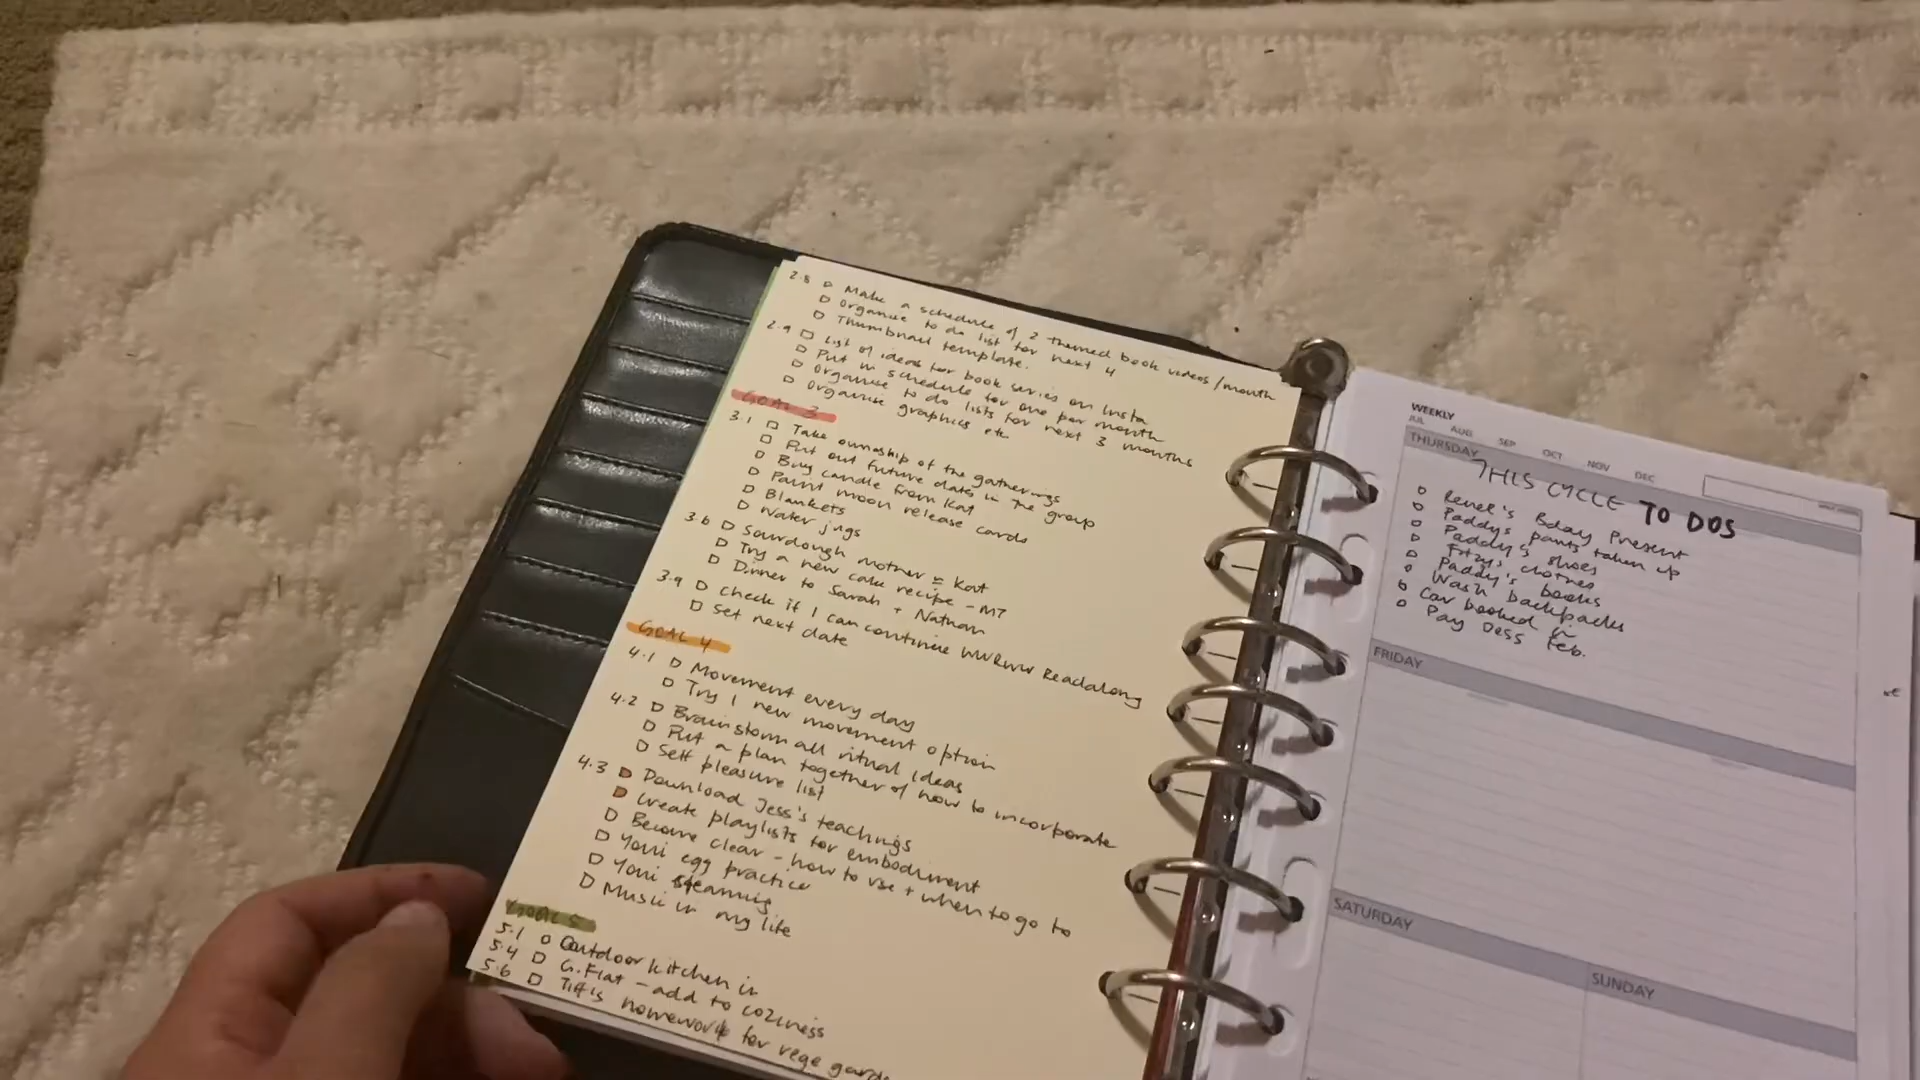 2.8 Make a schedule of 2 themed book videos/month
Organise to do list for next 4
Thumbnail template.
2.9 List of ideas for book series on Insta
Put in schedule for one per month
Organise to do lists for next 3 months
Organise graphics etc.
GOAL 3
3.1 Take ownership of the gatherings
Put out future dates in the group
Buy candle from Kat
Paint moon release cards
Blankets
Water jugs
3.6 Sourdough mother = Kat
Try a new cake recipe - M7
Dinner to Sarah + Nathan
3.9 Check if I can continue Readalong
Set next date
GOAL 4
4.1 Movement every day
Try 1 new movement option
4.2 Brainstorm all ritual ideas
Put a plan together of how to incorporate
Self pleasure list
4.3 Download Jess's teachings
Create playlists for embodiment
Become clear - how to use + when to go to
Yoni egg practice
Yoni steaming
Music in my life
GOAL 5
5.1 Outdoor kitchen in
5.4 G.Flat - add to coziness
5.6 homework for vege
WEEKLY
JUL AUG SEP OCT NOV DEC
THURSDAY
THIS CYCLE TO DOS
Bday present
Paddys pants taken up
Paddy's shoes
Fitzy's clothes
Paddy's books
Wash backpacks
Car booked in
Pay Jess Feb.
FRIDAY
SATURDAY
SUNDAY